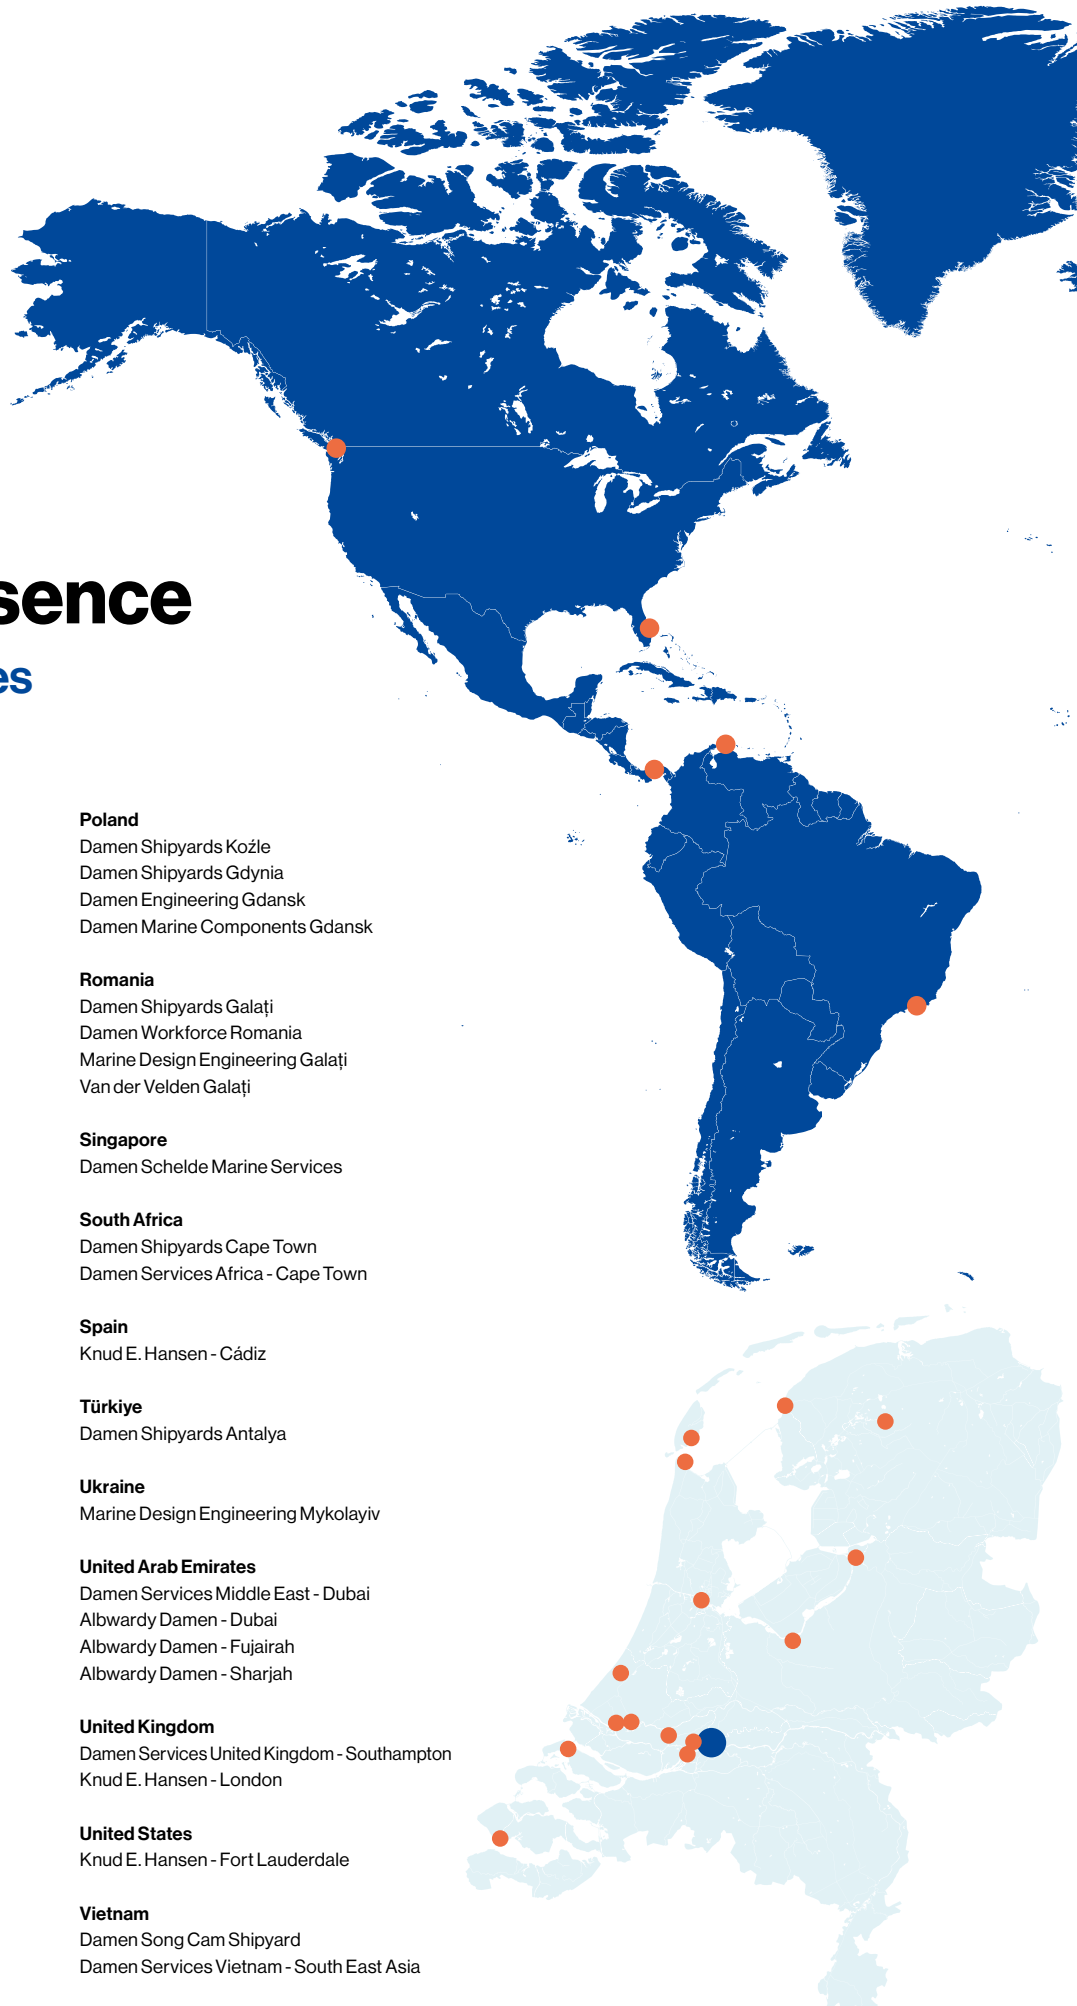 sence
es
Poland
Damen Shipyards Koźle
Damen Shipyards Gdynia
Damen Engineering Gdansk
Damen Marine Components Gdansk
Romania
Damen Shipyards Galați
Damen Workforce Romania
Marine Design Engineering Galați
Van der Velden Galați
Singapore
Damen Schelde Marine Services
South Africa
Damen Shipyards Cape Town
Damen Services Africa - Cape Town
Spain
Knud E. Hansen - Cádiz
Türkiye
Damen Shipyards Antalya
Ukraine
Marine Design Engineering Mykolayiv
United Arab Emirates
Damen Services Middle East - Dubai
Albwardy Damen - Dubai
Albwardy Damen - Fujairah
Albwardy Damen - Sharjah
United Kingdom
Damen Services United Kingdom - Southampton
Knud E. Hansen - London
United States
Knud E. Hansen - Fort Lauderdale
Vietnam
Damen Song Cam Shipyard
Damen Services Vietnam - South East Asia